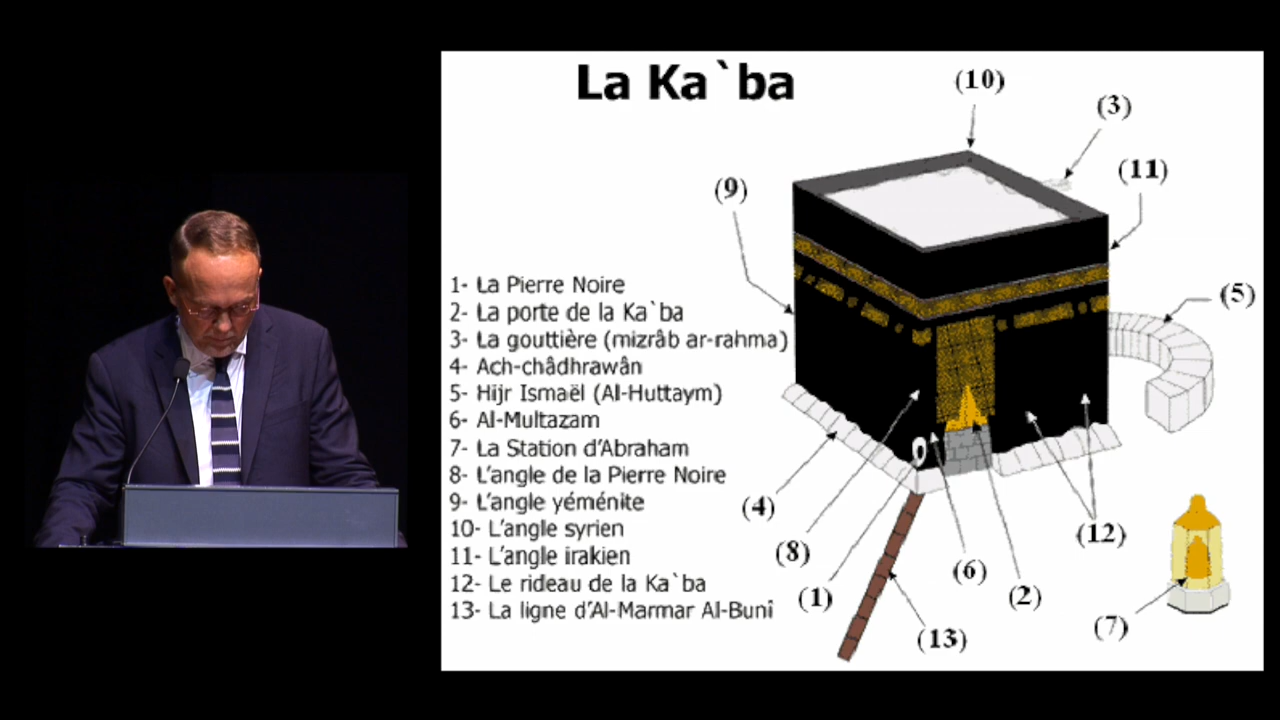 La Ka`ba
(10)
(3)
(11)
(9)
(5)
1- La Pierre Noire
2- La porte de la Ka`ba
3- La gouttière (mizrâb ar-rahma)
4- Ach-châdhrawân
5- Hijr Ismaël (Al-Huttaym)
6- Al-Multazam
7- La Station d'Abraham
8- L'angle de la Pierre Noire
9- L'angle yéménite
10- L'angle syrien
11- L'angle irakien
12- Le rideau de la Ka`ba
13- La ligne d'Al-Marmar Al-Bunî
(4)
(8)
(1)
(6)
(2)
(12)
(13)
(7)